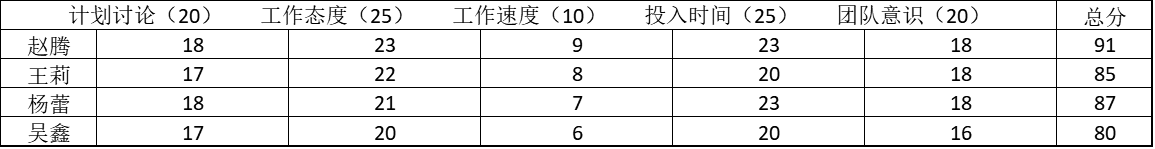 计划讨论（20） 工作态度（25） 工作速度（10） 投入时间（25） 团队意识（20） 总分
赵腾 18 23 9 23 18 91
王莉 17 22 8 20 18 85
杨蕾 18 21 7 23 18 87
吴鑫 17 20 6 20 16 80